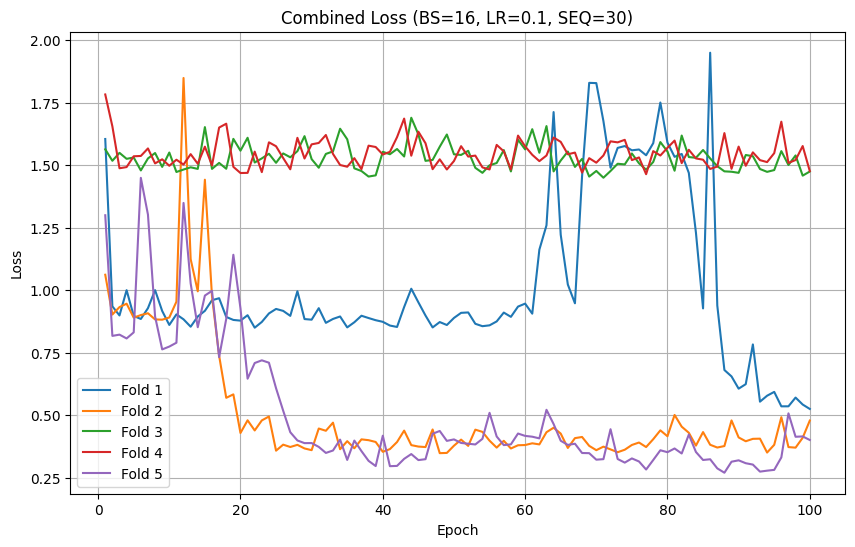 Combined Loss (BS=16, LR=0.1, SEQ=30)
2.00
1.75
1.50
1.25
1.00
0.75
0.50
0.25
Loss
Fold 1
Fold 2
Fold 3
Fold 4
Fold 5
0 20 40 60 80 100
Epoch